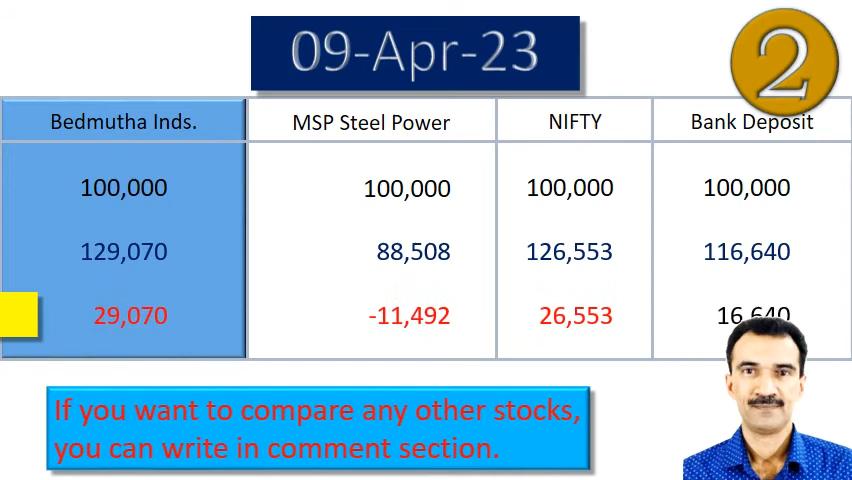 09-Apr-23
2
Bedmutha Inds. MSP Steel Power NIFTY Bank Deposit
100,000 100,000 100,000 100,000
129,070 88,508 126,553 116,640
29,070 -11,492 26,553 16,640
If you want to compare any other stocks,
you can write in comment section.